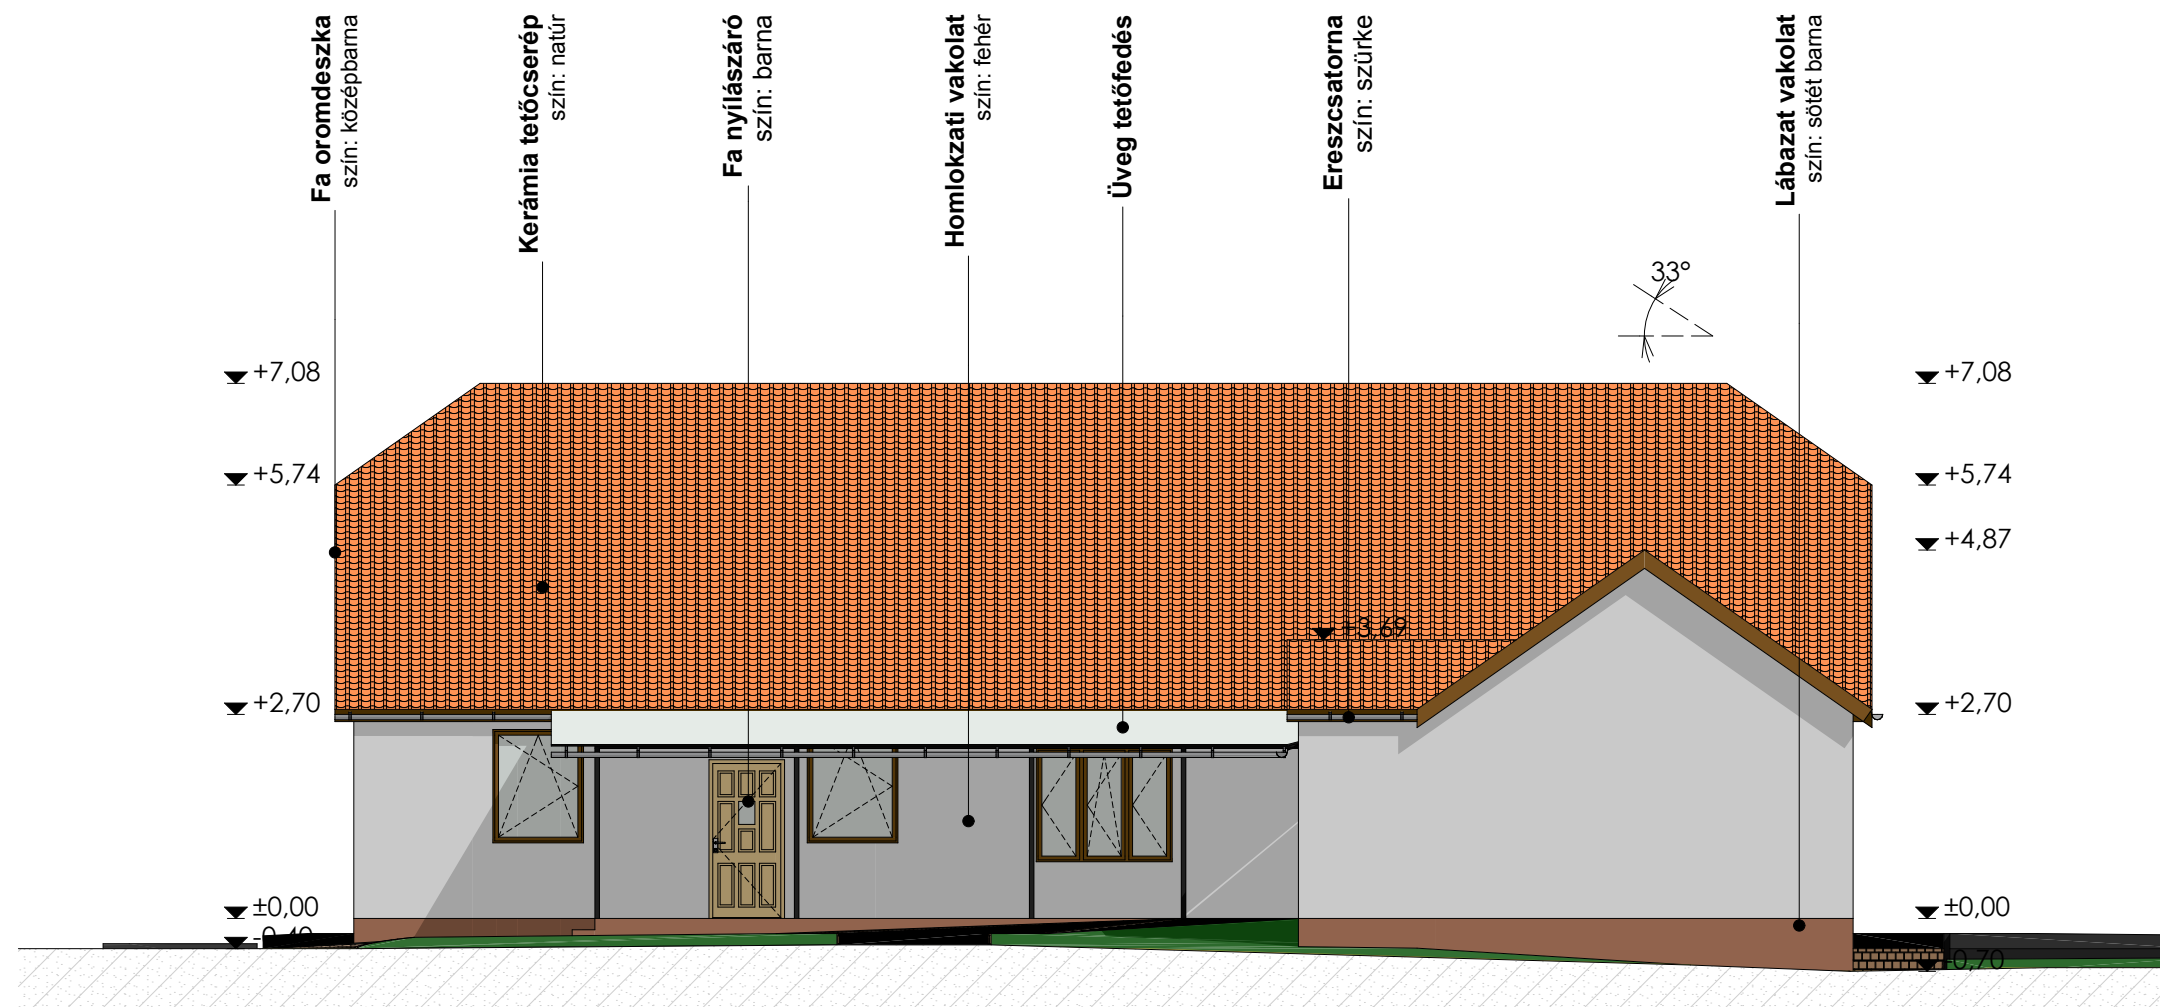 Fa oromdeszka
szín: középbarna
Kerámia tetőcserép
szín: natúr
Fa nyílászáró
szín: barna
Homlokzati vakolat
szín: fehér
Üveg tetőfedés
Ereszcsatorna
szín: szürke
Lábazat vakolat
szín: sötét barna
33°
+7,08
+7,08
+5,74
+5,74
+4,87
+3,69
+2,70
+2,70
±0,00
±0,00
-0,40
-0,70